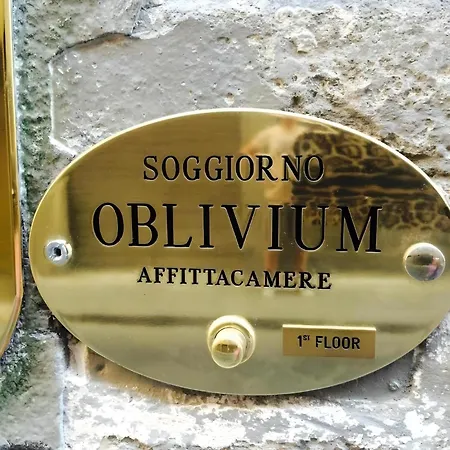 SOGGIORNO
OBLIVIUM
AFFITTACAMERE
1ST FLOOR